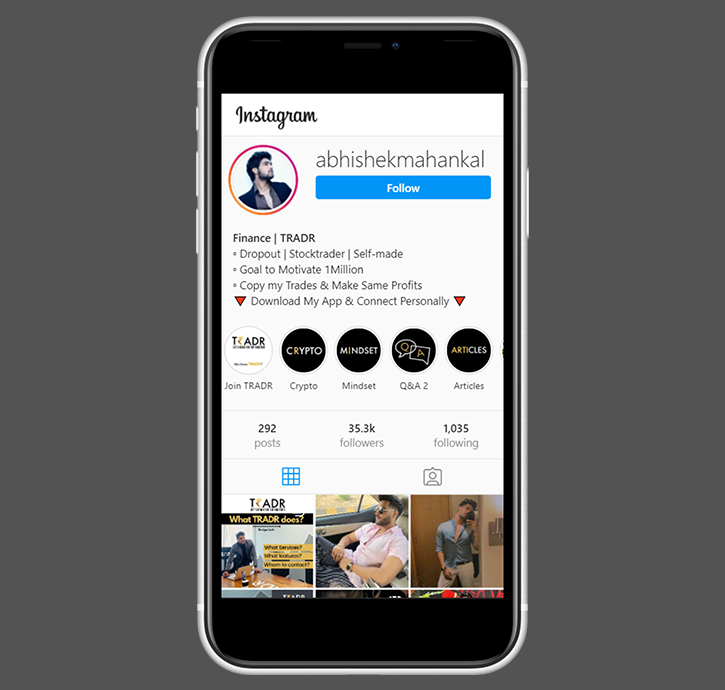 Instagram
abhishekmahankal
Follow
Finance | TRADR
▫ Dropout | Stocktrader | Self-made
▫ Goal to Motivate 1Million
▫ Copy my Trades & Make Same Profits
🔻 Download My App & Connect Personally 🔻
T₹ADR
CRYPTO
MINDSET
Q A
ARTICLES
Join TRADR
Crypto
Mindset
Q&A 2
Articles
292
35.3k
1,035
posts
followers
following
T₹ADR
What TRADR does?
What Services?
What features?
Whom to contact?